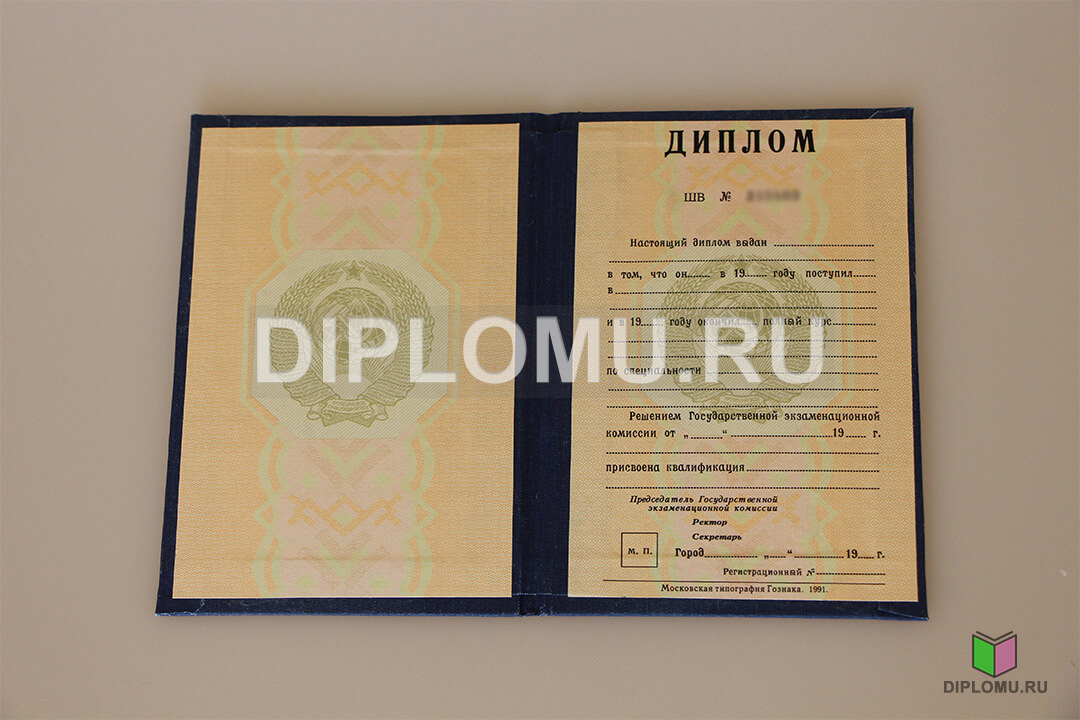 ДИПЛОМ
ШВ №
Настоящий диплом выдан
в том, что он в 19 году поступил
в
DIPLOMU.RU
и в 19 году окончил полный курс
по специальности
Решением Государственной экзаменационной
комиссии от „ “ 19 г.
присвоена квалификация
Председатель Государственной
экзаменационной комиссии
Ректор
Секретарь
М. П. Город „ “ 19 г.
Регистрационный №
Московская типография Гознака. 1991.
DIPLOMU.RU